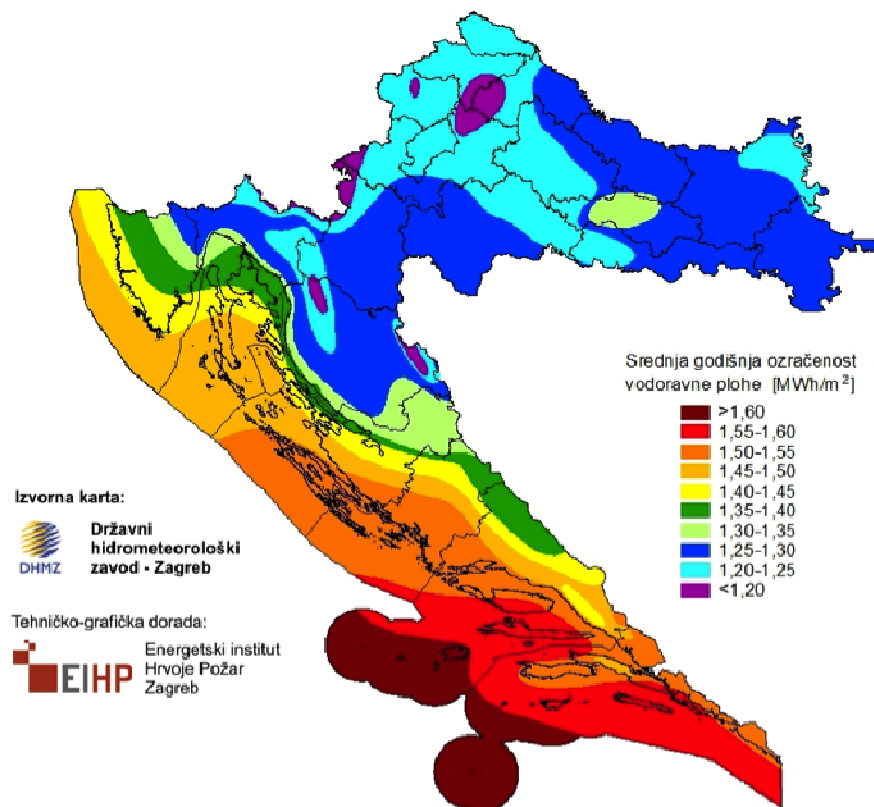 Srednja godišnja ozračenost
vodoravne plohe [MWh/m²]
>1,60
1,55-1,60
1,50-1,55
1,45-1,50
1,40-1,45
1,35-1,40
1,30-1,35
1,25-1,30
1,20-1,25
<1,20
Izvorna karta:
DHMZ
Državni
hidrometeorološki
zavod - Zagreb
Tehničko-grafička dorada:
EIHP
Energetski institut
Hrvoje Požar
Zagreb